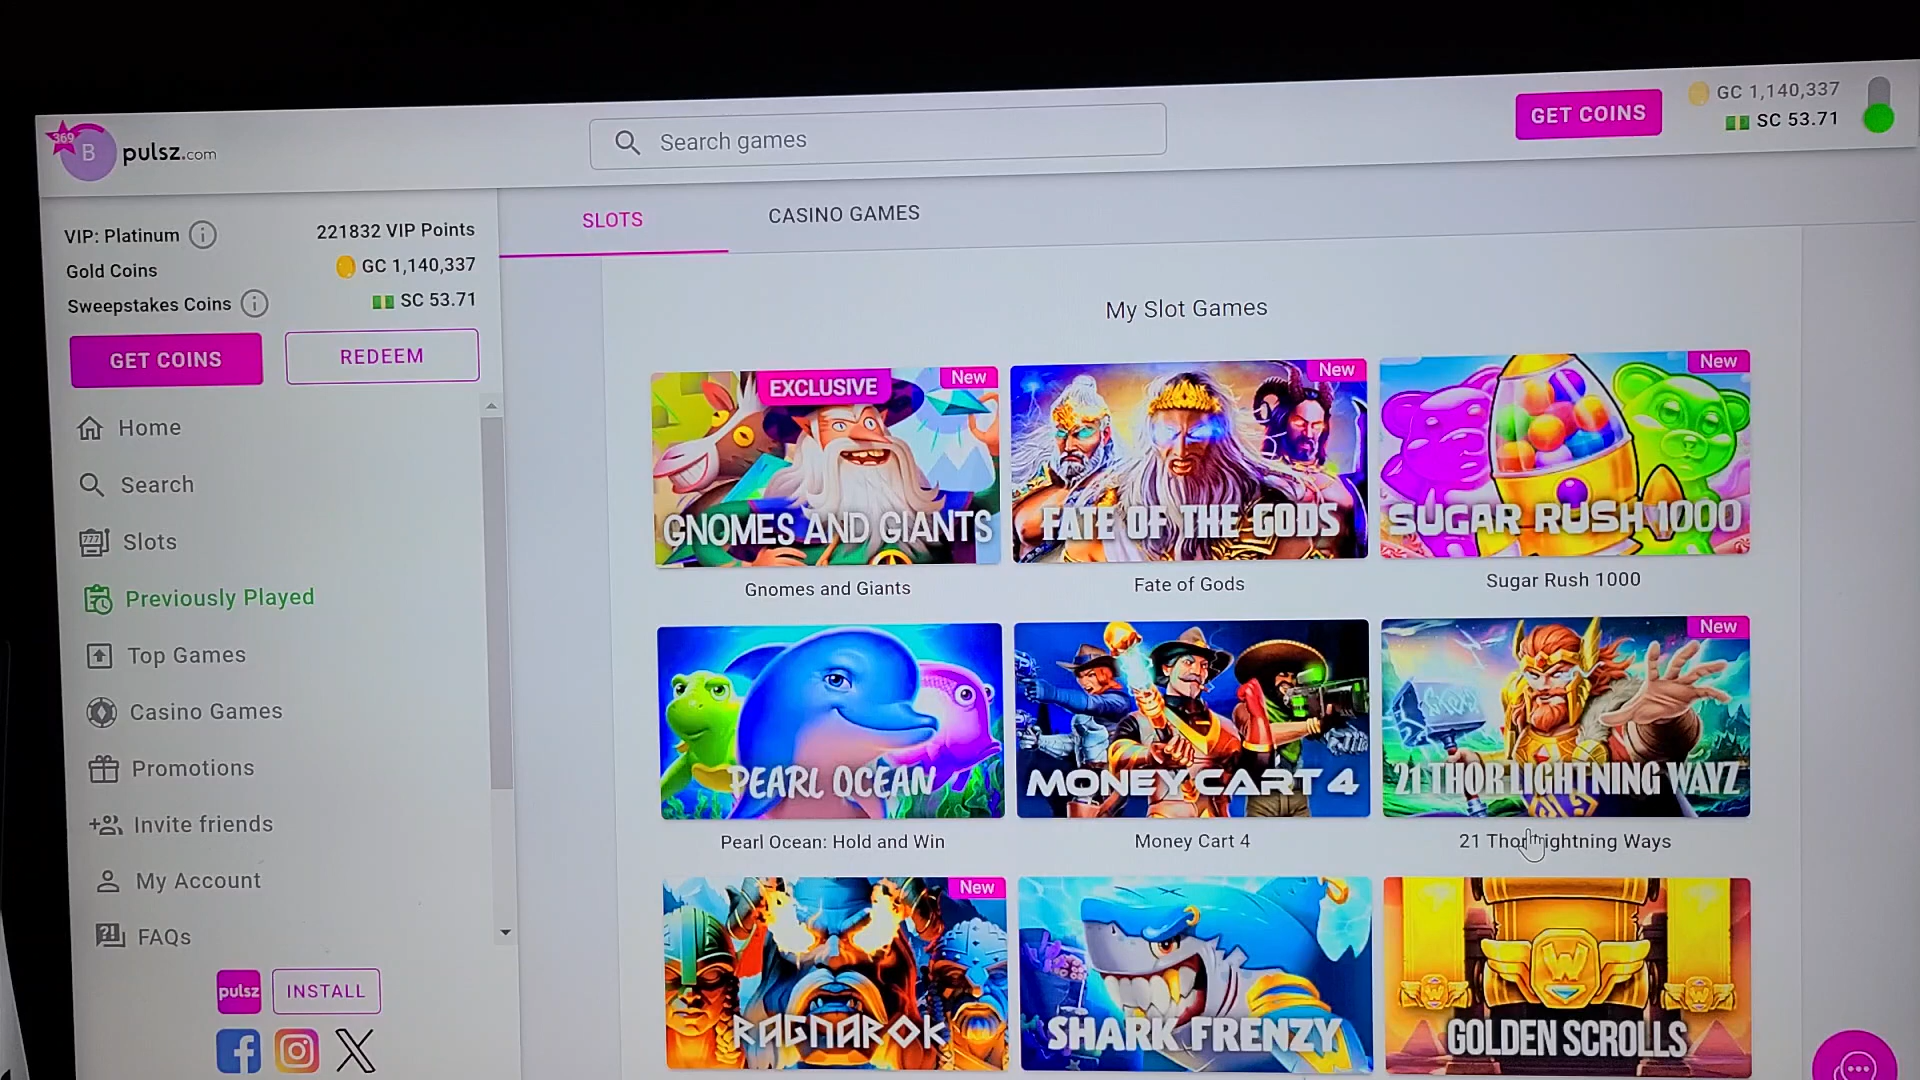 369
B
pulsz.com
Search games
GET COINS
GC 1,140,337
SC 53.71
VIP: Platinum
221832 VIP Points
Gold Coins
GC 1,140,337
Sweepstakes Coins
SC 53.71
GET COINS
REDEEM
Home
Search
777
Slots
Previously Played
Top Games
Casino Games
Promotions
Invite friends
My Account
FAQs
pulsz
INSTALL
SLOTS
CASINO GAMES
My Slot Games
EXCLUSIVE
New
GNOMES AND GIANTS
Gnomes and Giants
New
FATE OF THE GODS
Fate of Gods
New
SUGAR RUSH 1000
Sugar Rush 1000
PEARL OCEAN
Pearl Ocean: Hold and Win
MONEY CART 4
Money Cart 4
New
21 THOR LIGHTNING WAYZ
21 Thor Lightning Ways
New
RAGNAROK
SHARK FRENZY
W
W
W
GOLDEN SCROLLS